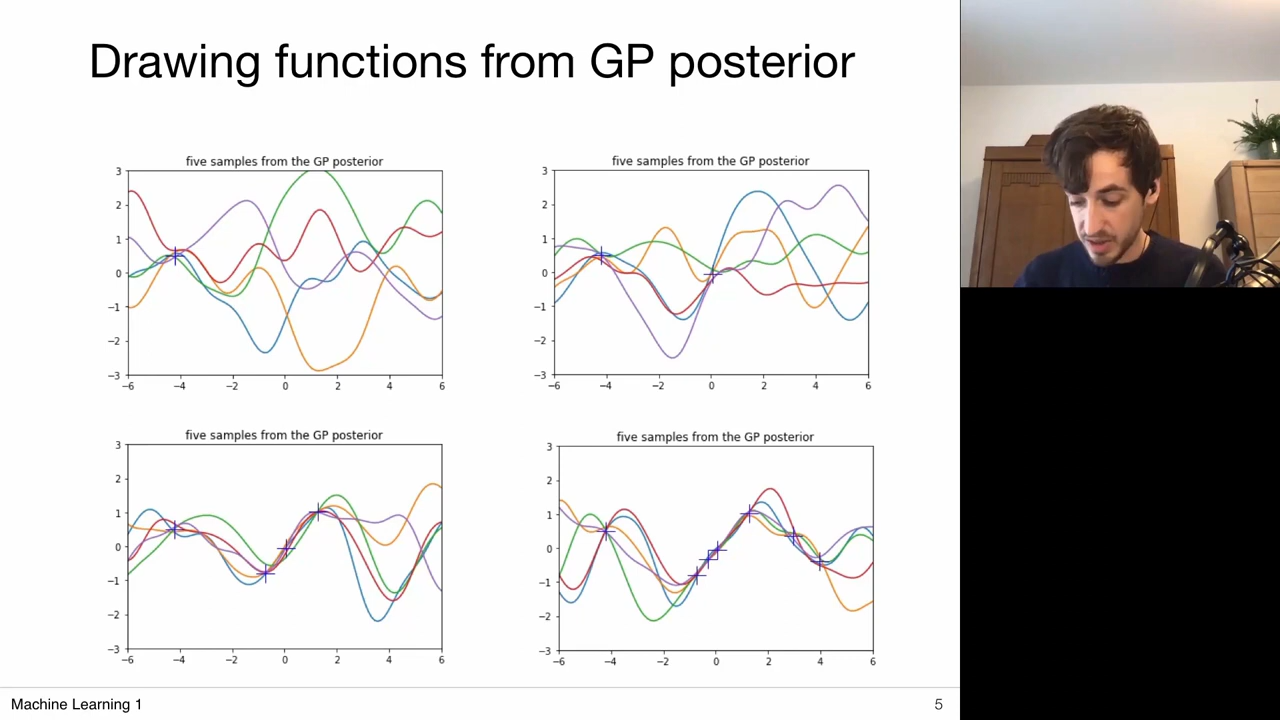 Drawing functions from GP posterior
five samples from the GP posterior
3
2
1
0
−1
−2
−3
−6 −4 −2 0 2 4 6
five samples from the GP posterior
3
2
1
0
−1
−2
−3
−6 −4 −2 0 2 4 6
five samples from the GP posterior
3
2
1
0
−1
−2
−3
−6 −4 −2 0 2 4 6
five samples from the GP posterior
3
2
1
0
−1
−2
−3
−6 −4 −2 0 2 4 6
Machine Learning 1 5